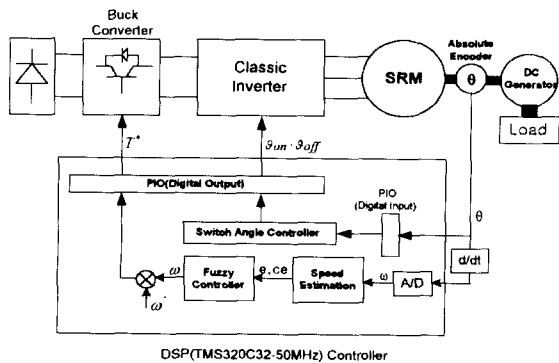 Buck
Converter
Classic
Inverter
SRM
Absolute
Encoder
θ
DC
Generator
Load
T*
ϑon · ϑoff
PIO(Digital Output)
PIO
(Digital Input)
θ
Switch Angle Controller
d/dt
ω
Fuzzy
Controller
e,ce
Speed
Estimation
ω
A/D
ω*
DSP(TMS320C32-50MHz) Controller